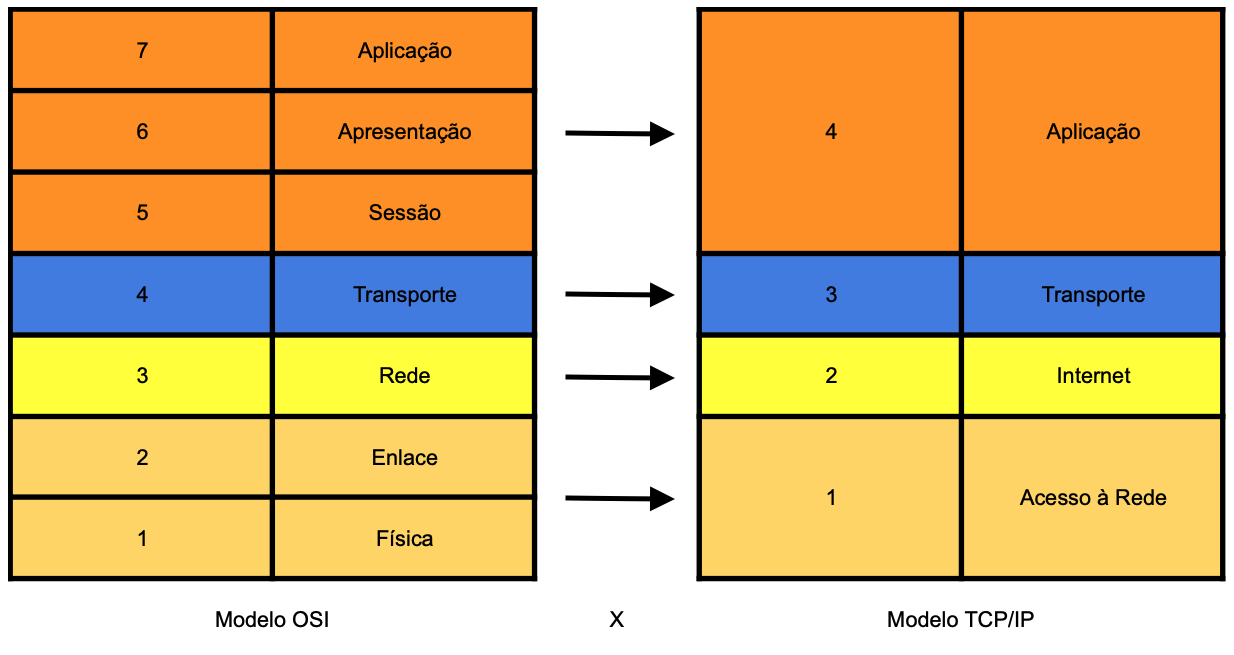 7 Aplicação
6 Apresentação
5 Sessão
4 Transporte
3 Rede
2 Enlace
1 Física
4 Aplicação
3 Transporte
2 Internet
1 Acesso à Rede
Modelo OSI X Modelo TCP/IP